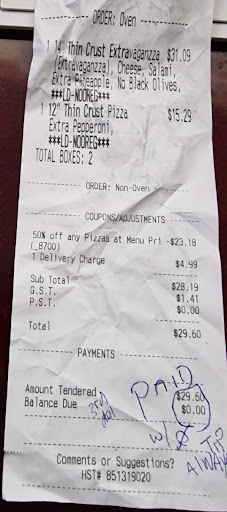 ORDER: Oven
1 14" Thin Crust Extravaganzza $31.09
(Extravaganzza), Cheese, Salami,
Extra Pineapple, No Black Olives,
***LD-NOOREG***
1 12" Thin Crust Pizza $15.29
Extra Pepperoni,
***LD-NOOREG***
TOTAL BOXES: 2
ORDER: Non-Oven
COUPONS/ADJUSTMENTS
50% off any Pizzas at Menu Pri -$23.18
(_8700)
1 Delivery Charge $4.99
Sub Total $28.19
G.S.T. $1.41
P.S.T. $0.00
Total $29.60
PAYMENTS
PAID
Amount Tendered $29.60
Balance Due $0.00
w/ Ø TIP
ALWAY
Comments or Suggestions?
HST# 851319020